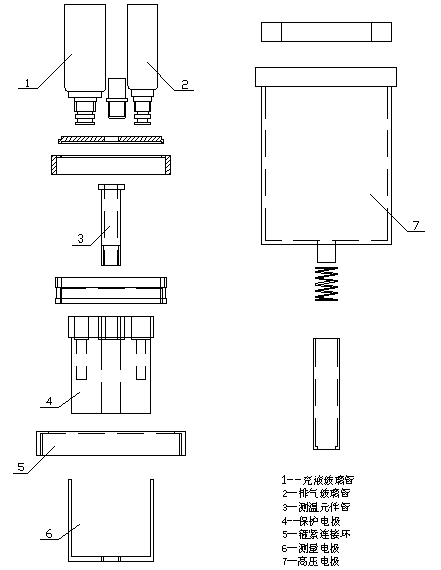 1
2
3
4
5
6
7
1--充液玻璃管
2—排气玻璃管
3—测温元件管
4—保护电极
5—箍紧连接环
6—测量电极
7—高压电极